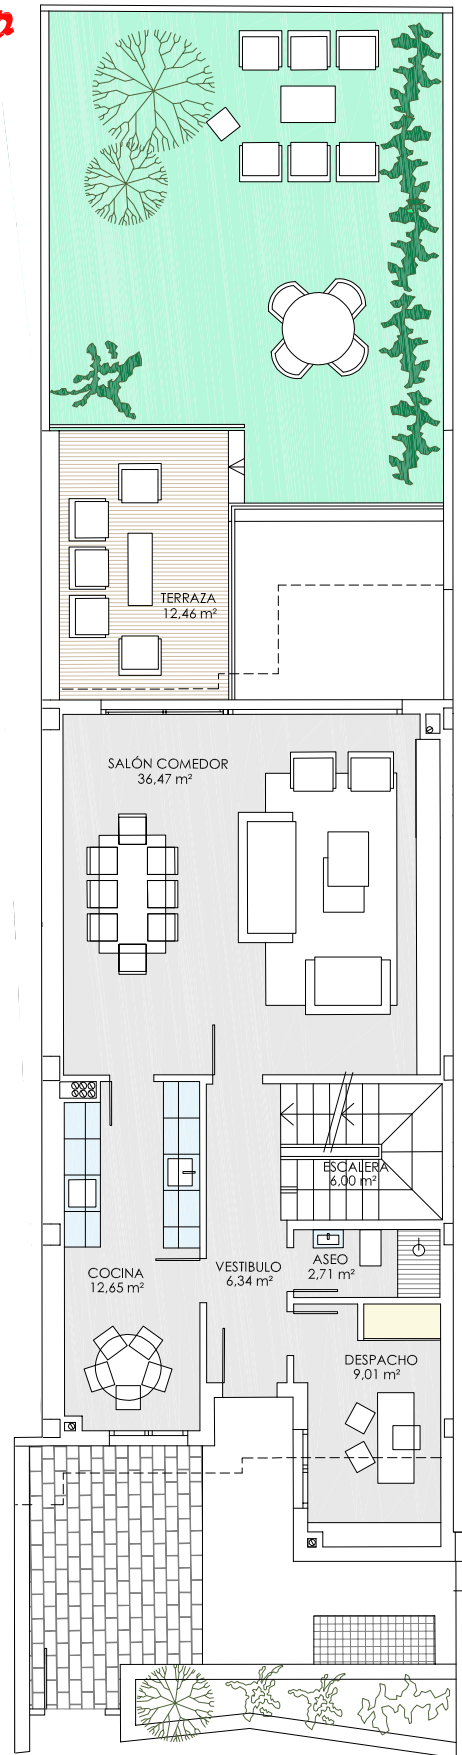 TERRAZA
12,46 m²
SALÓN COMEDOR
36,47 m²
ESCALERA
6,00 m²
COCINA
12,65 m²
VESTIBULO
6,34 m²
ASEO
2,71 m²
DESPACHO
9,01 m²